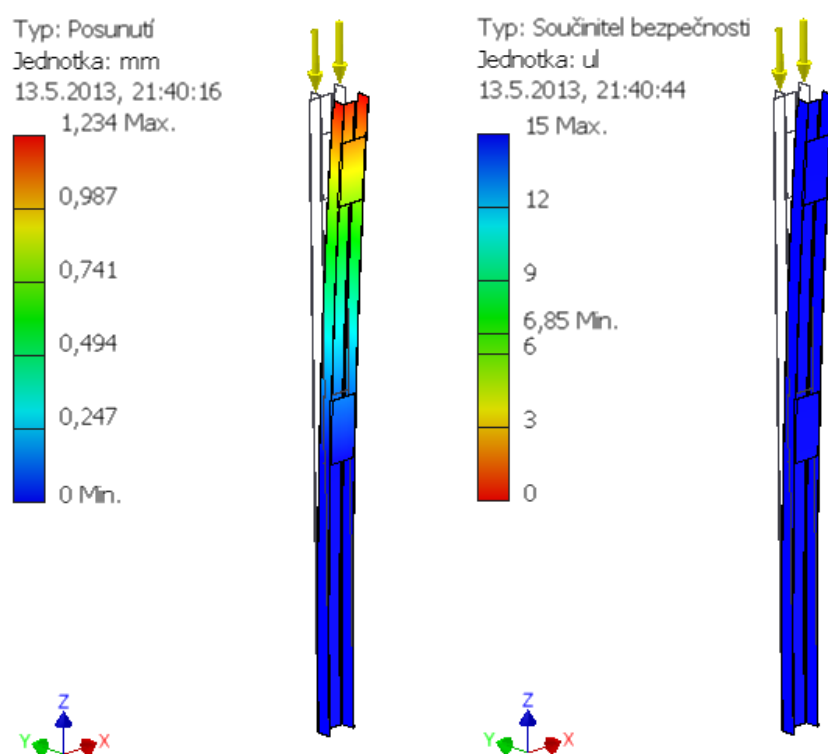 Typ: Posunutí
Jednotka: mm
13.5.2013, 21:40:16
1,234 Max.
0,987
0,741
0,494
0,247
0 Min.
Z
Y
X
Typ: Součinitel bezpečnosti
Jednotka: ul
13.5.2013, 21:40:44
15 Max.
12
9
6,85 Min.
6
3
0
Z
Y
X